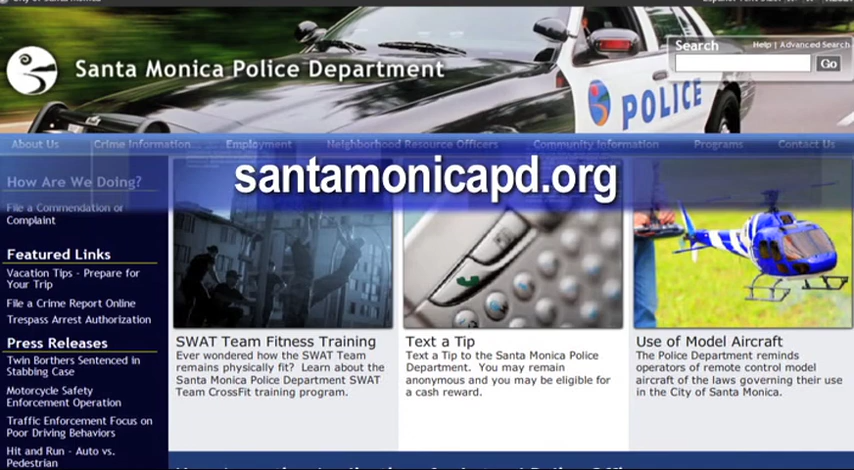 City of Santa Monica
Search
Help | Advanced Search
Go
Santa Monica Police Department
POLICE
About Us
Crime Information
Employment
Neighborhood Resource Officers
Community Information
Programs
Contact Us
santamonicapd.org
How Are We Doing?
File a Commendation or
Complaint
Featured Links
Vacation Tips - Prepare for
Your Trip
File a Crime Report Online
Trespass Arrest Authorization
Press Releases
Twin Borthers Sentenced in
Stabbing Case
Motorcycle Safety
Enforcement Operation
Traffic Enforcement Focus on
Poor Driving Behaviors
Hit and Run - Auto vs.
Pedestrian
SWAT Team Fitness Training
Ever wondered how the SWAT Team
remains physically fit? Learn about the
Santa Monica Police Department SWAT
Team CrossFit training program.
Text a Tip
Text a Tip to the Santa Monica Police
Department. You may remain
anonymous and you may be eligible for
a cash reward.
Use of Model Aircraft
The Police Department reminds
operators of remote control model
aircraft of the laws governing their use
in the City of Santa Monica.